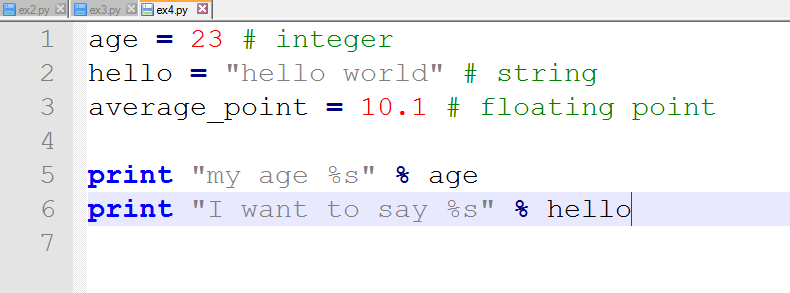 ex2.py ex3.py ex4.py
1 age = 23 # integer
2 hello = "hello world" # string
3 average_point = 10.1 # floating point
4
5 print "my age %s" % age
6 print "I want to say %s" % hello
7